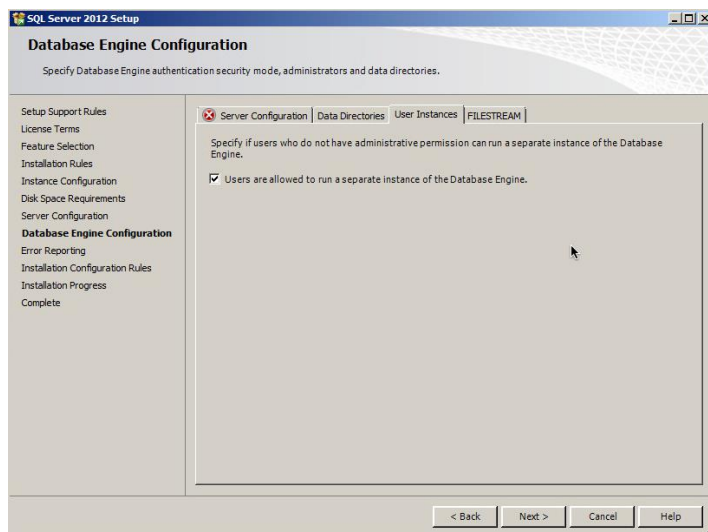 SQL Server 2012 Setup
Database Engine Configuration
Specify Database Engine authentication security mode, administrators and data directories.
Setup Support Rules
License Terms
Feature Selection
Installation Rules
Instance Configuration
Disk Space Requirements
Server Configuration
Database Engine Configuration
Error Reporting
Installation Configuration Rules
Installation Progress
Complete
Server Configuration Data Directories User Instances FILESTREAM
Specify if users who do not have administrative permission can run a separate instance of the Database
Engine.
Users are allowed to run a separate instance of the Database Engine.
< Back Next > Cancel Help